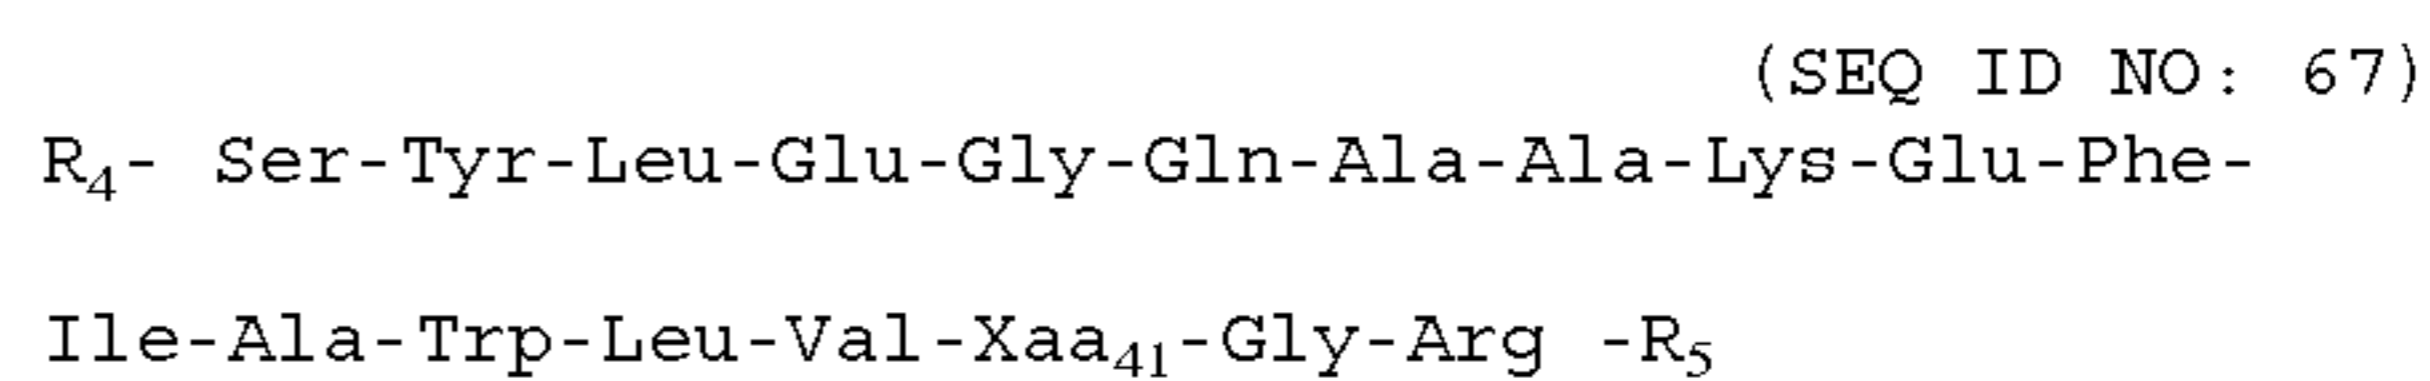 (SEQ ID NO: 67)
R₄- Ser-Tyr-Leu-Glu-Gly-Gln-Ala-Ala-Lys-Glu-Phe-
Ile-Ala-Trp-Leu-Val-Xaa₄₁-Gly-Arg -R₅